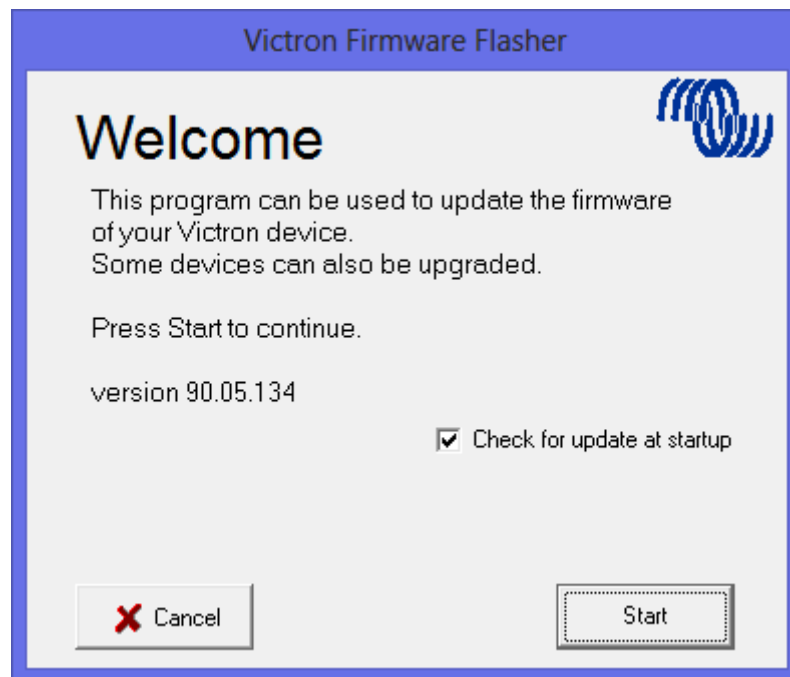 Victron Firmware Flasher
Welcome
This program can be used to update the firmware
of your Victron device.
Some devices can also be upgraded.
Press Start to continue.
version 90.05.134
Check for update at startup
Cancel
Start